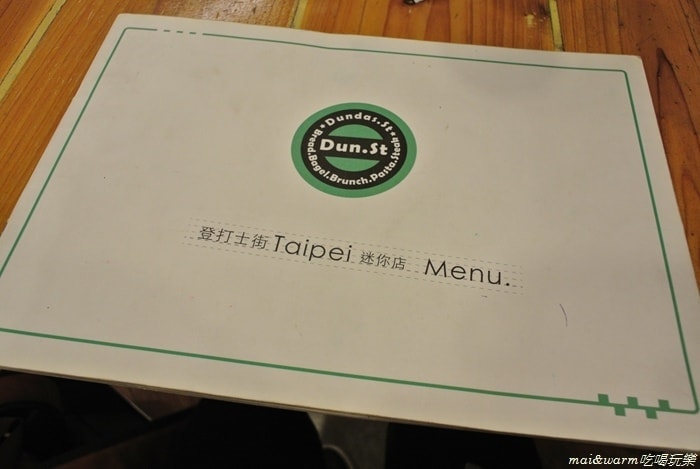 Dundas.St
Dun.St
Bread.Bagel.Brunch.Pasta.Steak
登打士街 Taipei 迷你店 Menu.
mai&warm吃喝玩樂